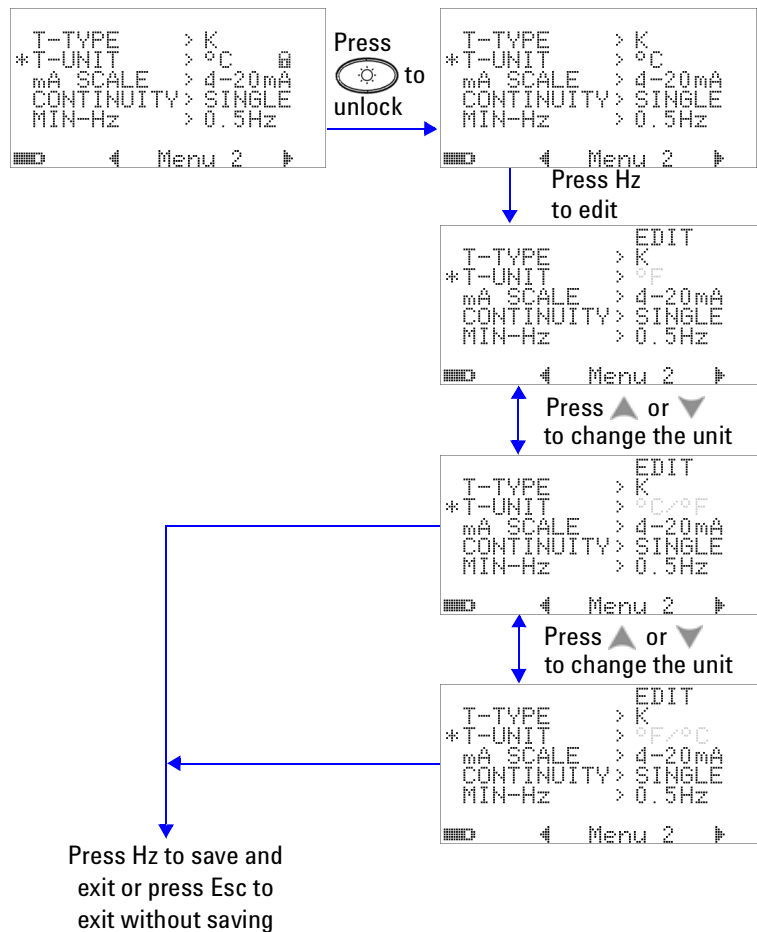 T-TYPE > K
*T-UNIT > °C
mA SCALE > 4-20mA
CONTINUITY> SINGLE
MIN-Hz > 0.5Hz
Menu 2
Press
to
unlock
T-TYPE > K
*T-UNIT > °C
mA SCALE > 4-20mA
CONTINUITY> SINGLE
MIN-Hz > 0.5Hz
Menu 2
Press Hz
to edit
EDIT
T-TYPE > K
*T-UNIT > °F
mA SCALE > 4-20mA
CONTINUITY> SINGLE
MIN-Hz > 0.5Hz
Menu 2
Press ▲ or ▼
to change the unit
EDIT
T-TYPE > K
*T-UNIT > °C/°F
mA SCALE > 4-20mA
CONTINUITY> SINGLE
MIN-Hz > 0.5Hz
Menu 2
Press ▲ or ▼
to change the unit
EDIT
T-TYPE > K
*T-UNIT > °F/°C
mA SCALE > 4-20mA
CONTINUITY> SINGLE
MIN-Hz > 0.5Hz
Menu 2
Press Hz to save and
exit or press Esc to
exit without saving